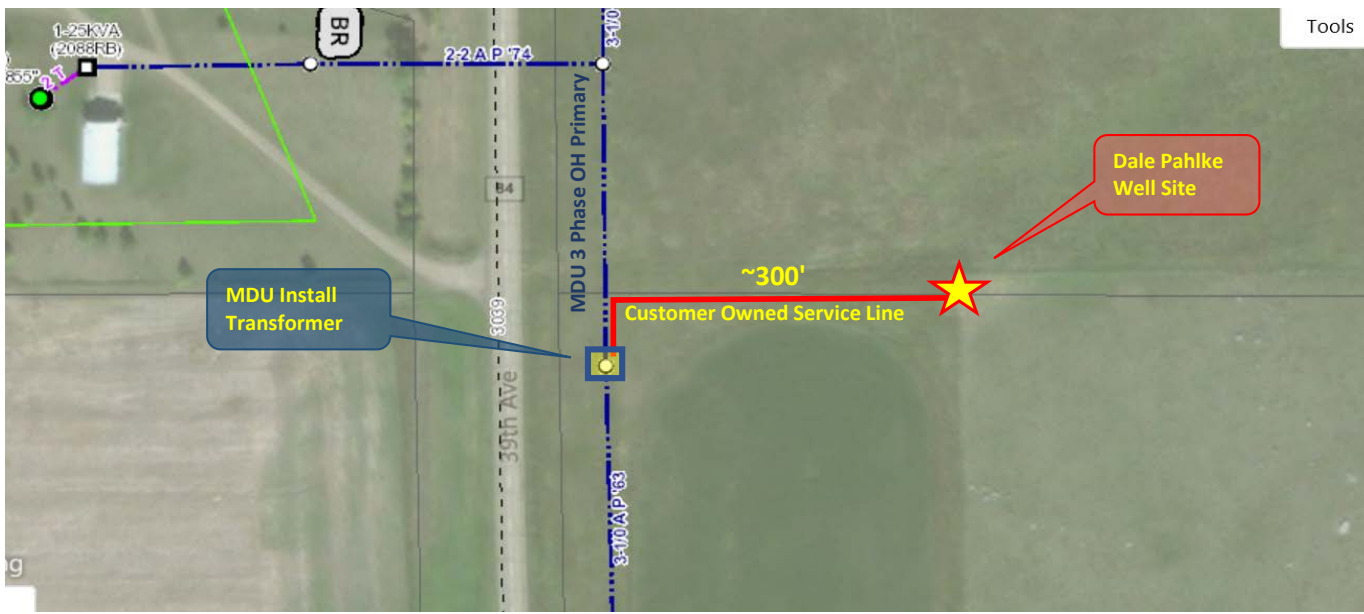 Tools
1-25KVA
(2088RB)
855"
2 T
BR
2-2 A P '74
3-1/0
MDU 3 Phase OH Primary
84
Dale Pahlke
Well Site
~300'
Customer Owned Service Line
MDU Install
Transformer
3039
39th Ave
3-1/0 A P '63